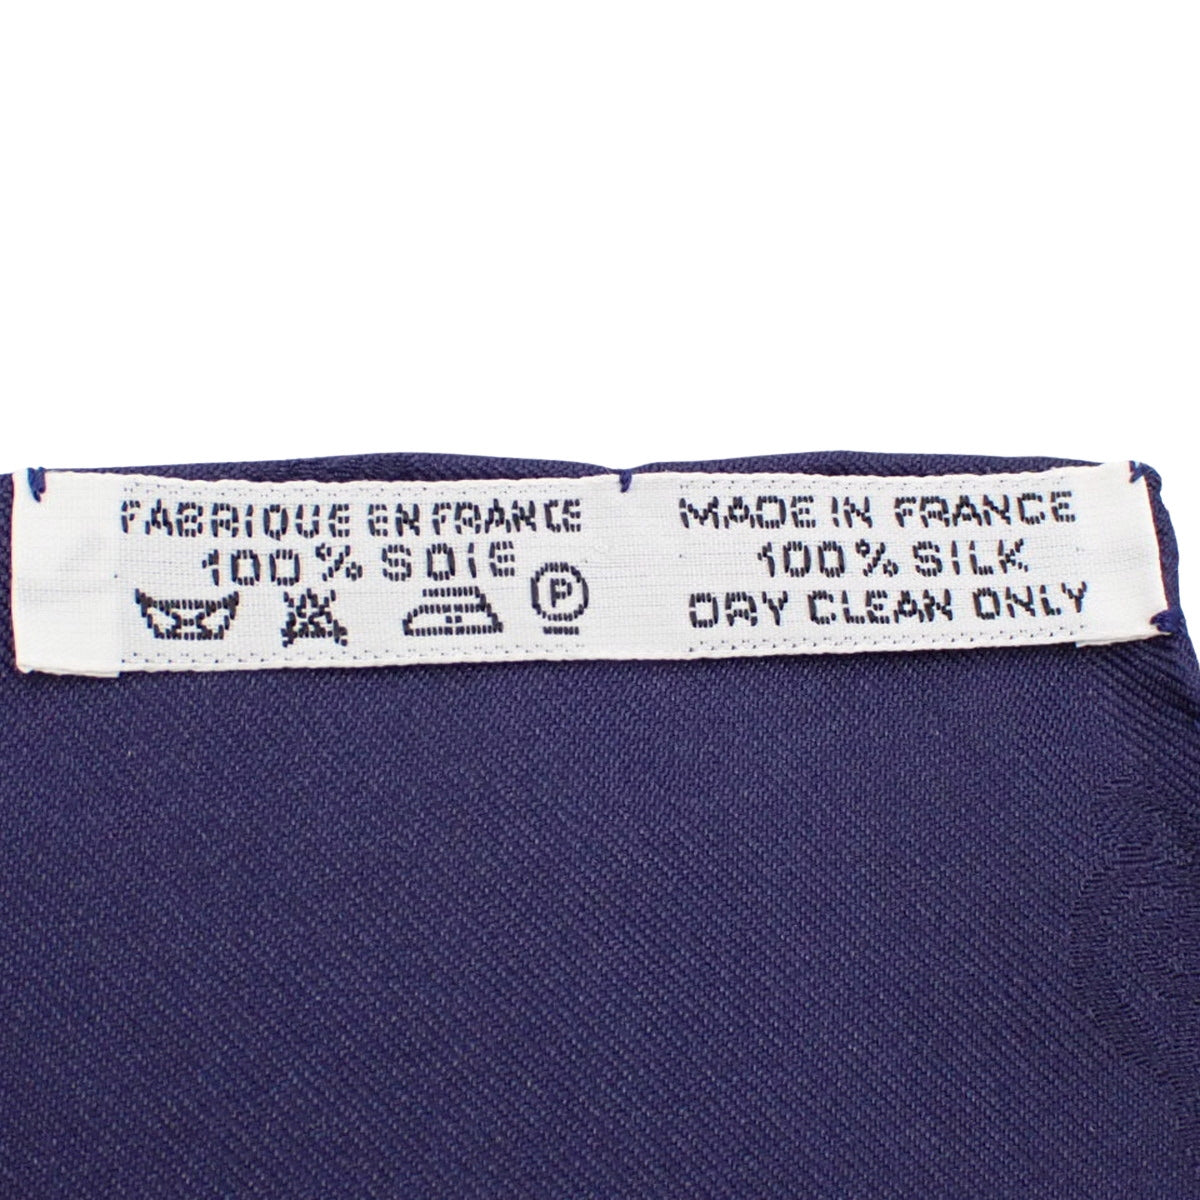 FABRIQUE EN FRANCE
100% SOIE
P
MADE IN FRANCE
100% SILK
DRY CLEAN ONLY